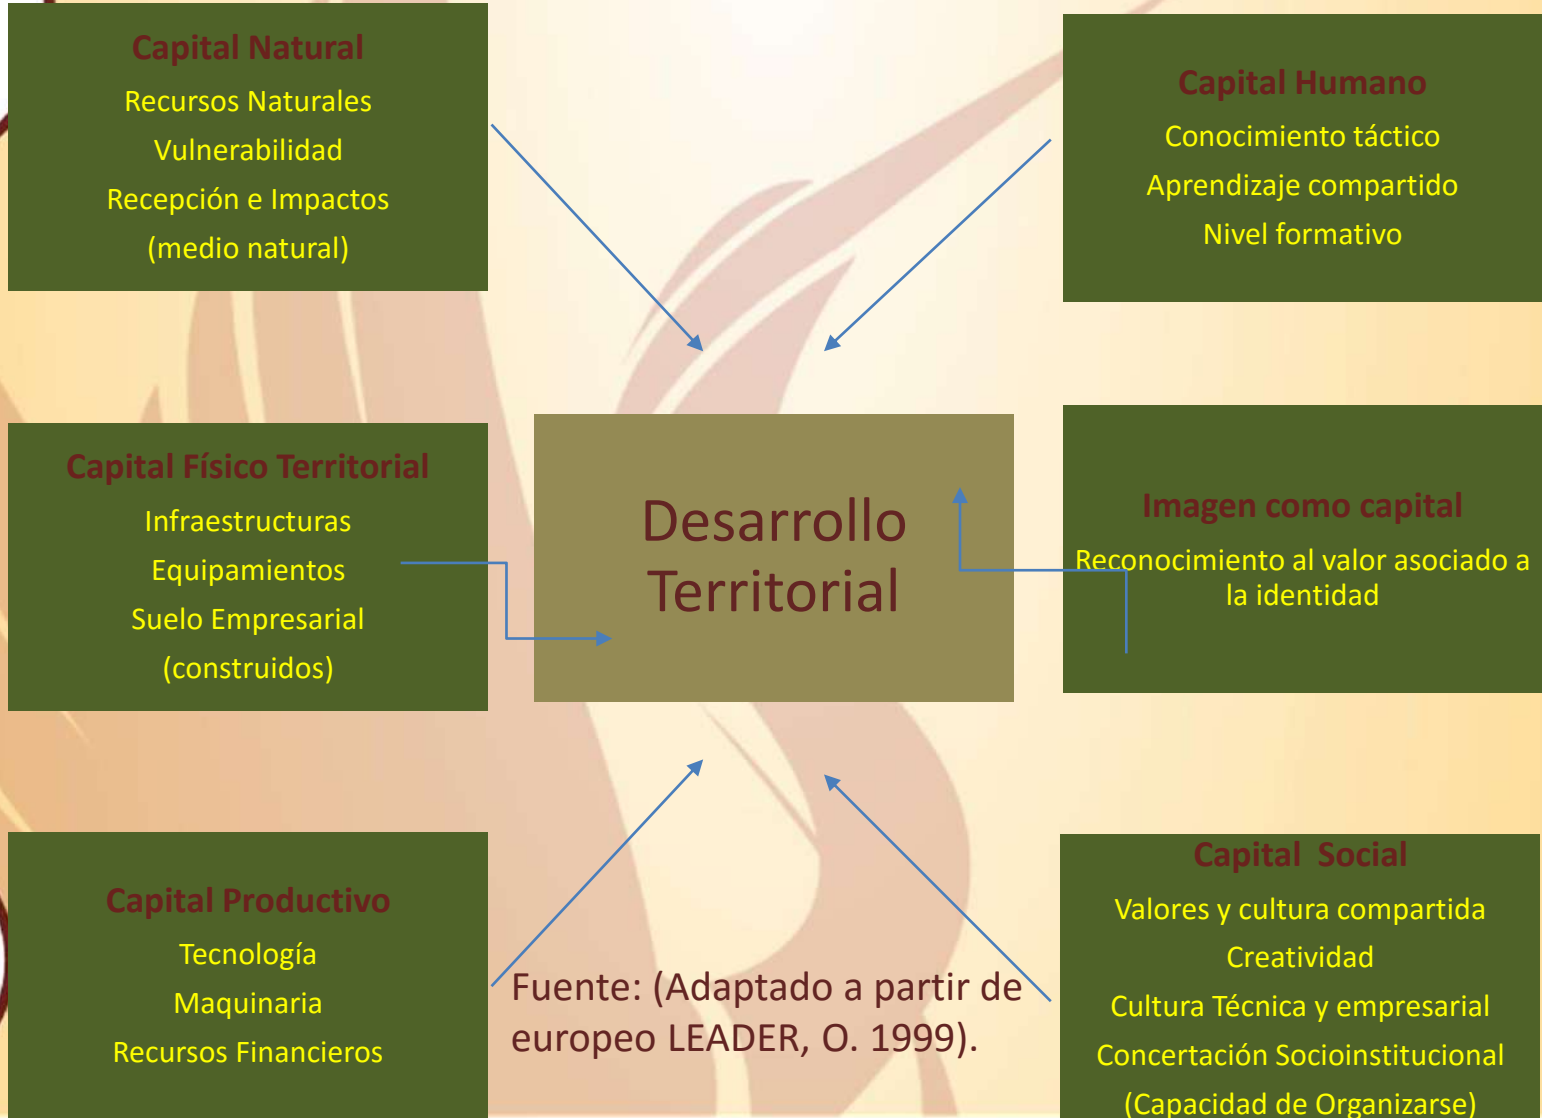 Capital Natural
Recursos Naturales
Vulnerabilidad
Recepción e Impactos
(medio natural)
Capital Humano
Conocimiento táctico
Aprendizaje compartido
Nivel formativo
Capital Físico Territorial
Infraestructuras
Equipamientos
Suelo Empresarial
(construidos)
Desarrollo
Territorial
Imagen como capital
Reconocimiento al valor asociado a
la identidad
Capital Productivo
Tecnología
Maquinaria
Recursos Financieros
Fuente: (Adaptado a partir de
europeo LEADER, O. 1999).
Capital  Social
Valores y cultura compartida
Creatividad
Cultura Técnica y empresarial
Concertación Socioinstitucional
(Capacidad de Organizarse)